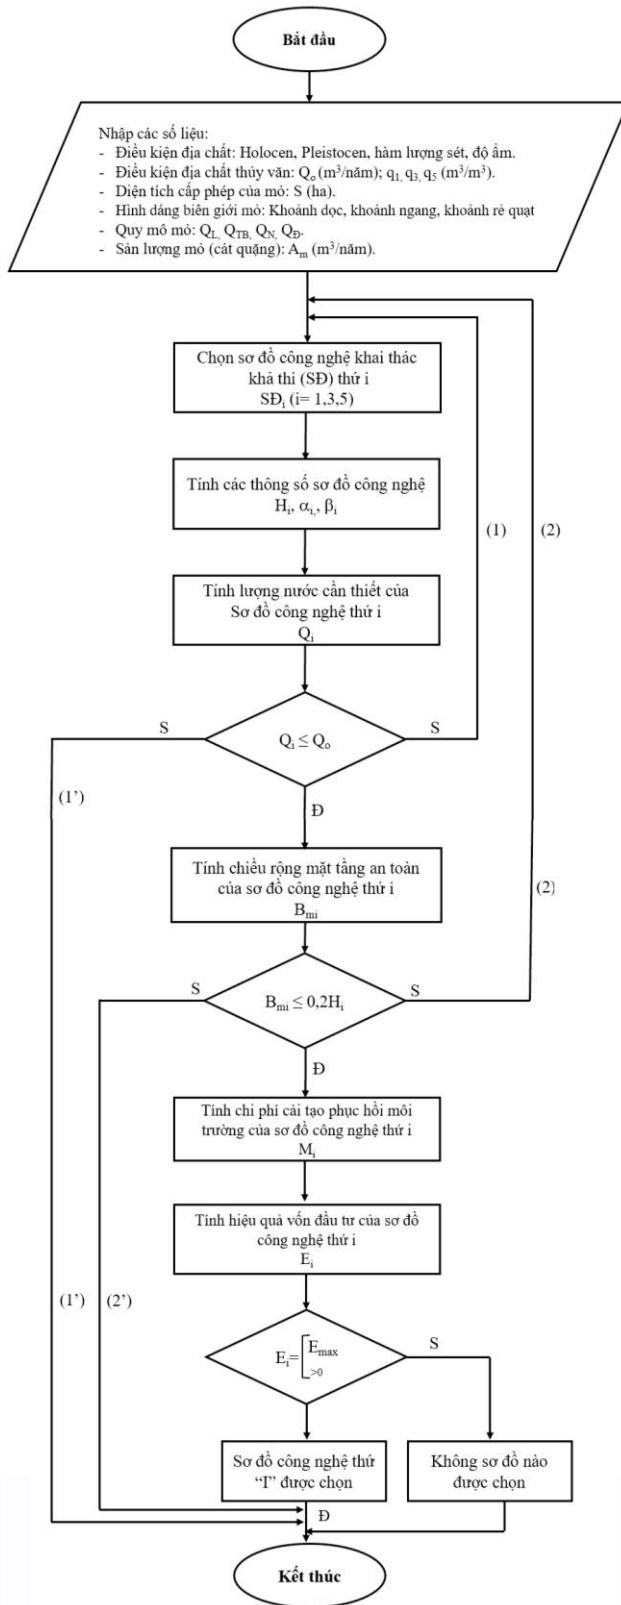 Bắt đầu
Nhập các số liệu:
- Điều kiện địa chất: Holocen, Pleistocen, hàm lượng sét, độ ẩm.
- Điều kiện địa chất thủy văn: Qₒ (m³/năm); q₁, q₃, q₅ (m³/m³).
- Diện tích cấp phép của mỏ: S (ha).
- Hình dáng biên giới mỏ: Khoảnh dọc, khoảnh ngang, khoảnh rẻ quạt
- Quy mô mỏ: Q_L, Q_TB, Q_N, Q_Đ.
- Sản lượng mỏ (cát quặng): Aₘ (m³/năm).
Chọn sơ đồ công nghệ khai thác
khả thi (SĐ) thứ i
SĐᵢ (i= 1,3,5)
Tính các thông số sơ đồ công nghệ
Hᵢ, αᵢ,, βᵢ
(1)
(2)
Tính lượng nước cần thiết của
Sơ đồ công nghệ thứ i
Qᵢ
S
Qᵢ ≤ Qₒ
S
(1’)
Đ
Tính chiều rộng mặt tầng an toàn
của sơ đồ công nghệ thứ i
Bₘᵢ
(2)
S
Bₘᵢ ≤ 0,2Hᵢ
S
Đ
Tính chi phí cải tạo phục hồi môi
trường của sơ đồ công nghệ thứ i
Mᵢ
Tính hiệu quả vốn đầu tư của sơ đồ
công nghệ thứ i
Eᵢ
(1’)
(2’)
Eᵢ=[E_max
>0
S
Sơ đồ công nghệ thứ
“I” được chọn
Không sơ đồ nào
được chọn
Đ
Kết thúc